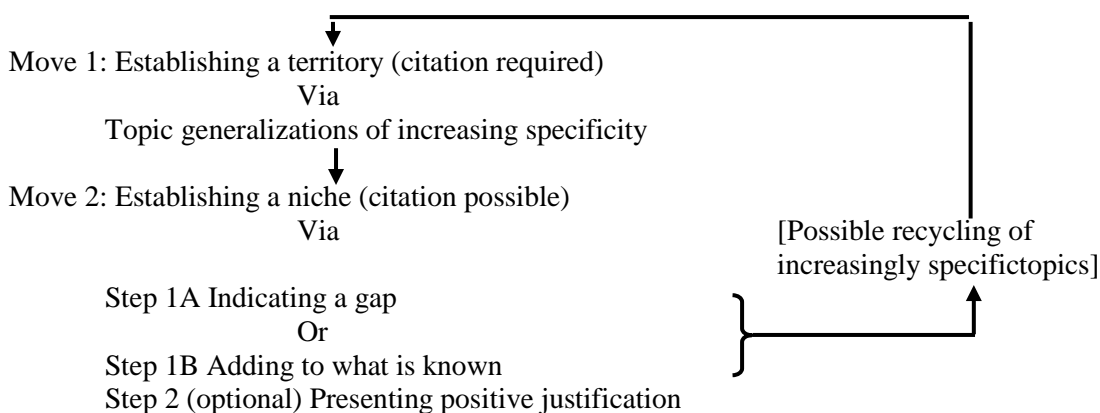 Move 1: Establishing a territory (citation required)
Via
Topic generalizations of increasing specificity
Move 2: Establishing a niche (citation possible)
Via
[Possible recycling of
increasingly specifictopics]
Step 1A Indicating a gap
Or
Step 1B Adding to what is known
Step 2 (optional) Presenting positive justification